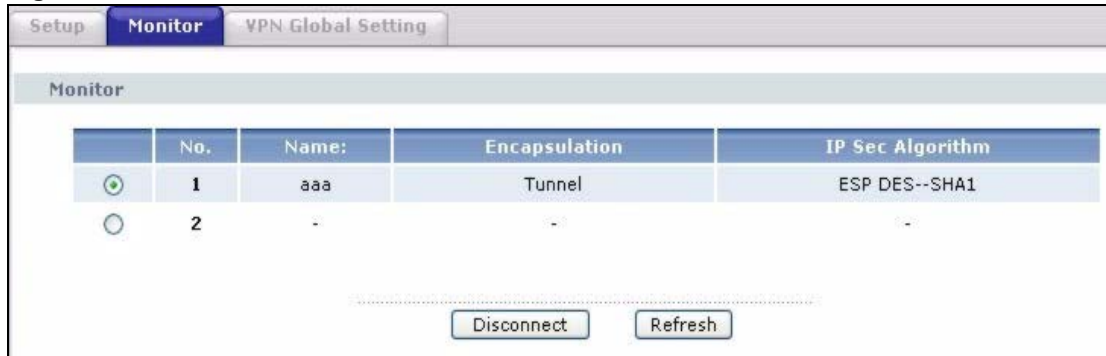 Setup Monitor VPN Global Setting
Monitor
No. Name: Encapsulation IP Sec Algorithm
1 aaa Tunnel ESP DES--SHA1
2 - - -
Disconnect Refresh